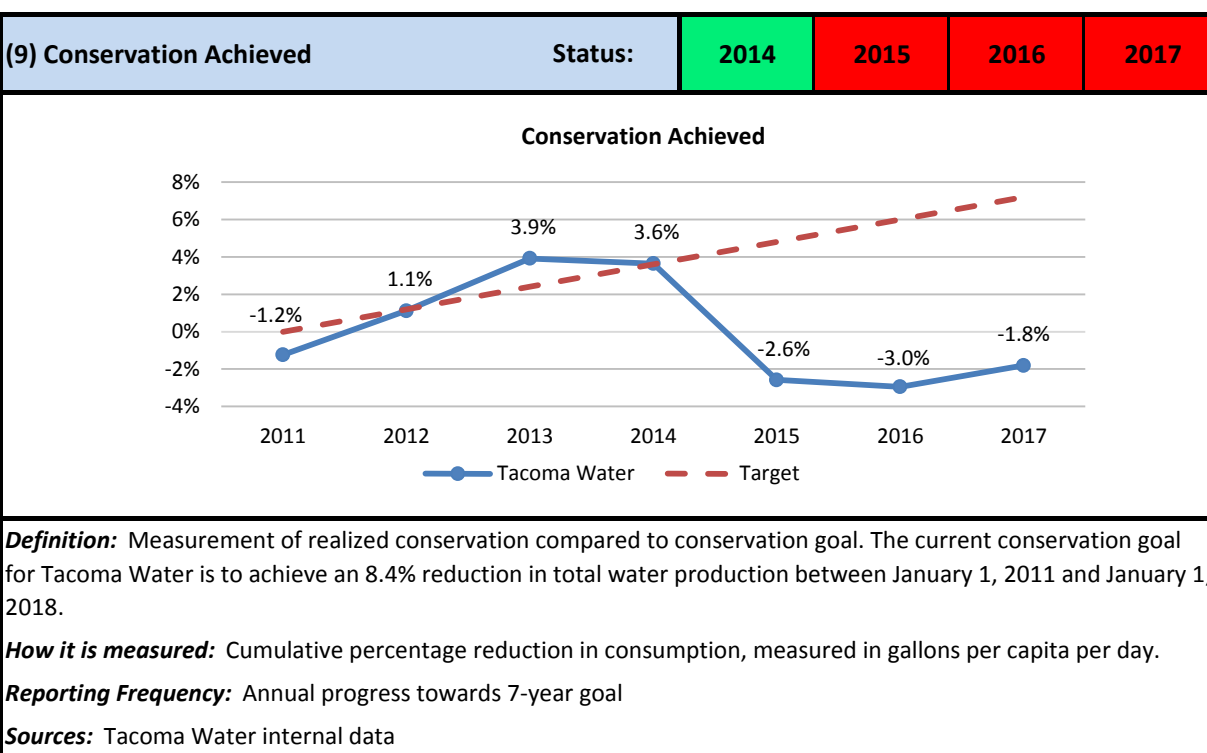 (9) Conservation Achieved Status: 2014 2015 2016 2017
Conservation Achieved
8%
6%
4%
2%
0%
-2%
-4%
-1.2%
1.1%
3.9%
3.6%
-2.6%
-3.0%
-1.8%
2011 2012 2013 2014 2015 2016 2017
Tacoma Water Target
Definition: Measurement of realized conservation compared to conservation goal. The current conservation goal
for Tacoma Water is to achieve an 8.4% reduction in total water production between January 1, 2011 and January 1,
2018.
How it is measured: Cumulative percentage reduction in consumption, measured in gallons per capita per day.
Reporting Frequency: Annual progress towards 7-year goal
Sources: Tacoma Water internal data